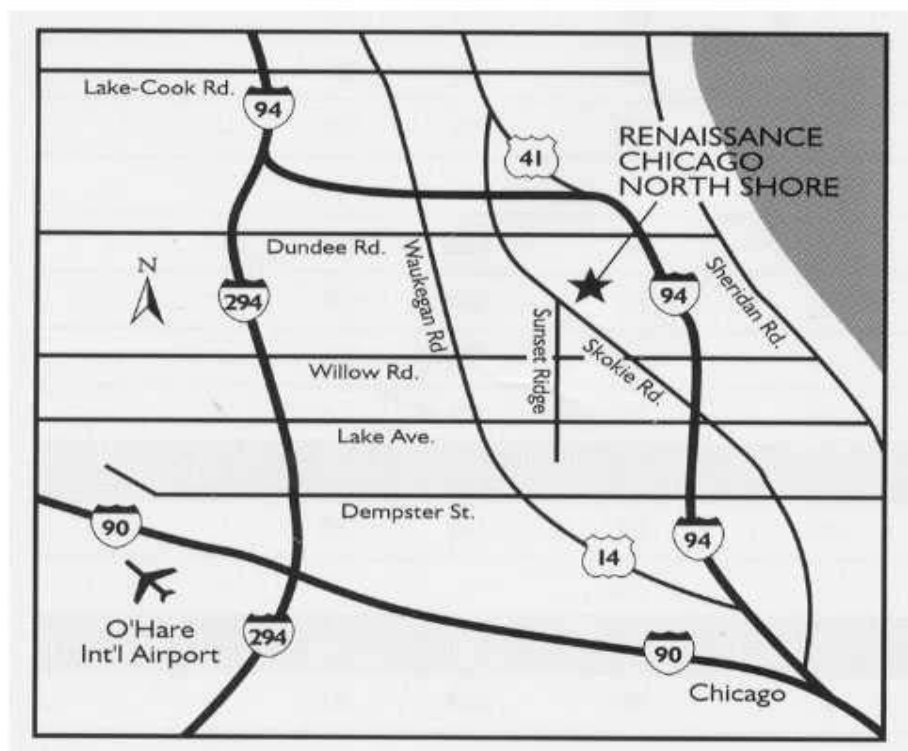 Lake-Cook Rd.
94
41
RENAISSANCE
CHICAGO
NORTH SHORE
Dundee Rd.
Waukegan Rd
N
294
94
Sheridan Rd.
Sunset Ridge
Skokie Rd.
Willow Rd.
Lake Ave.
Dempster St.
90
14
94
O'Hare
Int'l Airport
294
90
Chicago